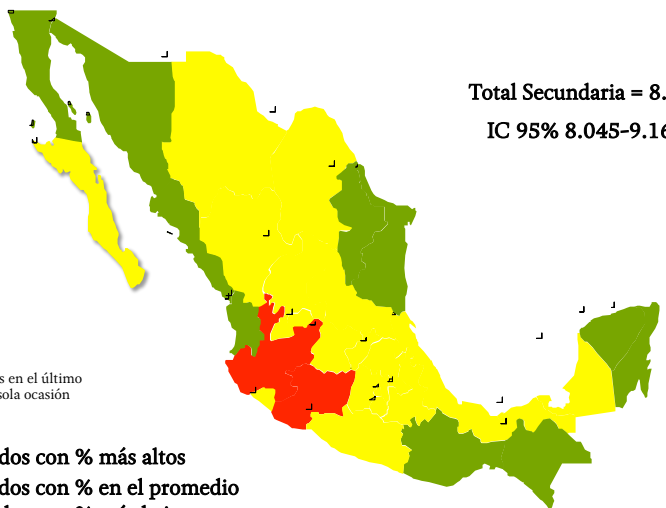 Total Secundaria = 8.
IC 95% 8.045-9.16
s en el último
sola ocasión
dos con % más altos
dos con % en el promedio